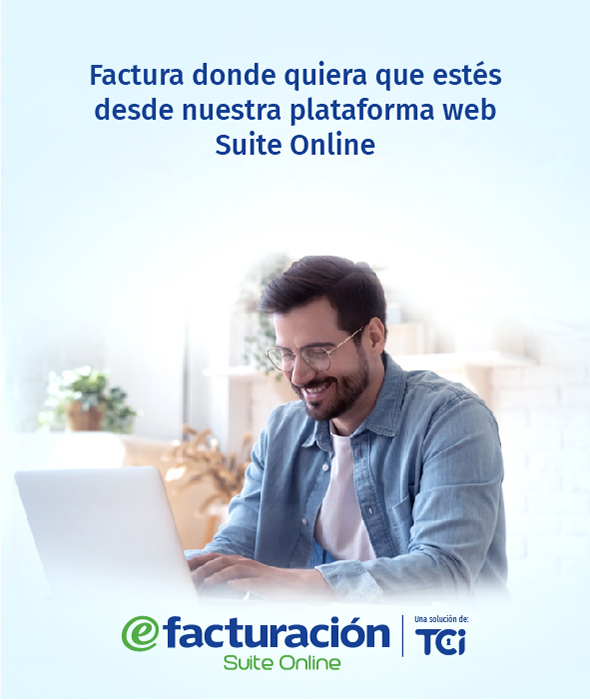 Factura donde quiera que estés
desde nuestra plataforma web
Suite Online
efacturación
Suite Online
Una solución de:
TCi